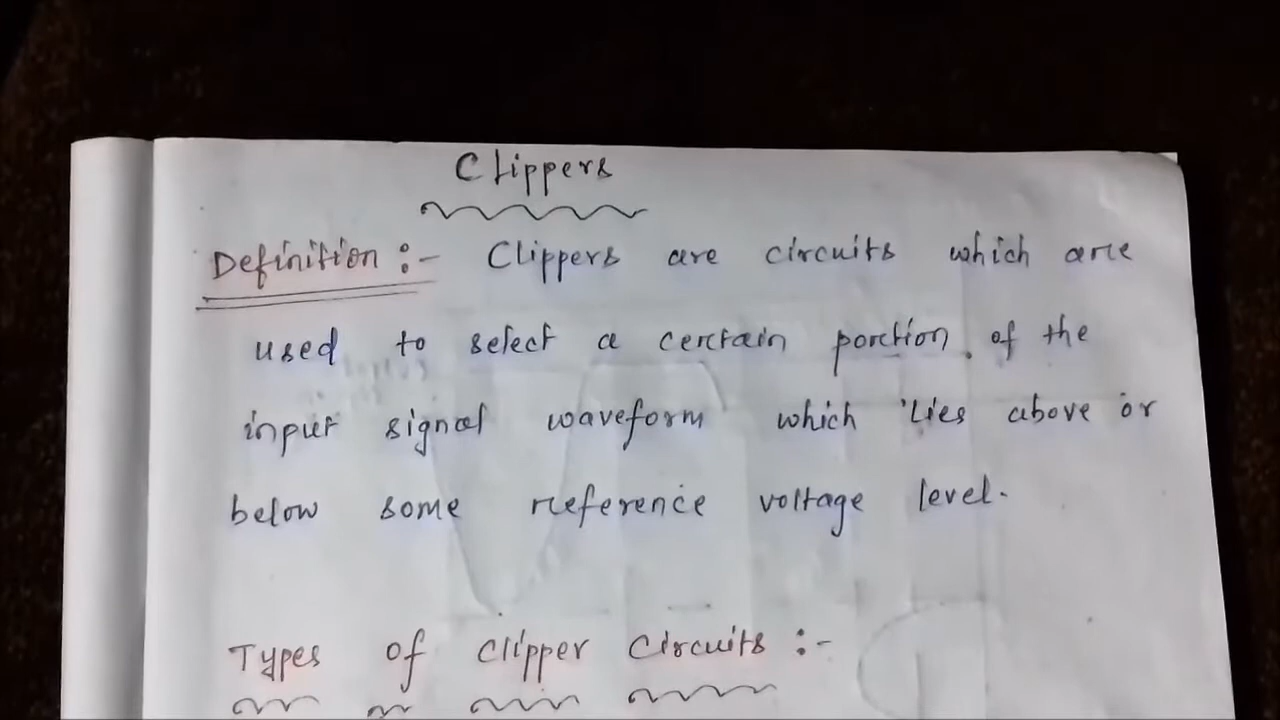 Clippers
Definition :- Clippers are circuits which are
used to select a certain portion of the
input signal waveform which lies above or
below some reference voltage level.
Types of clipper circuits :-